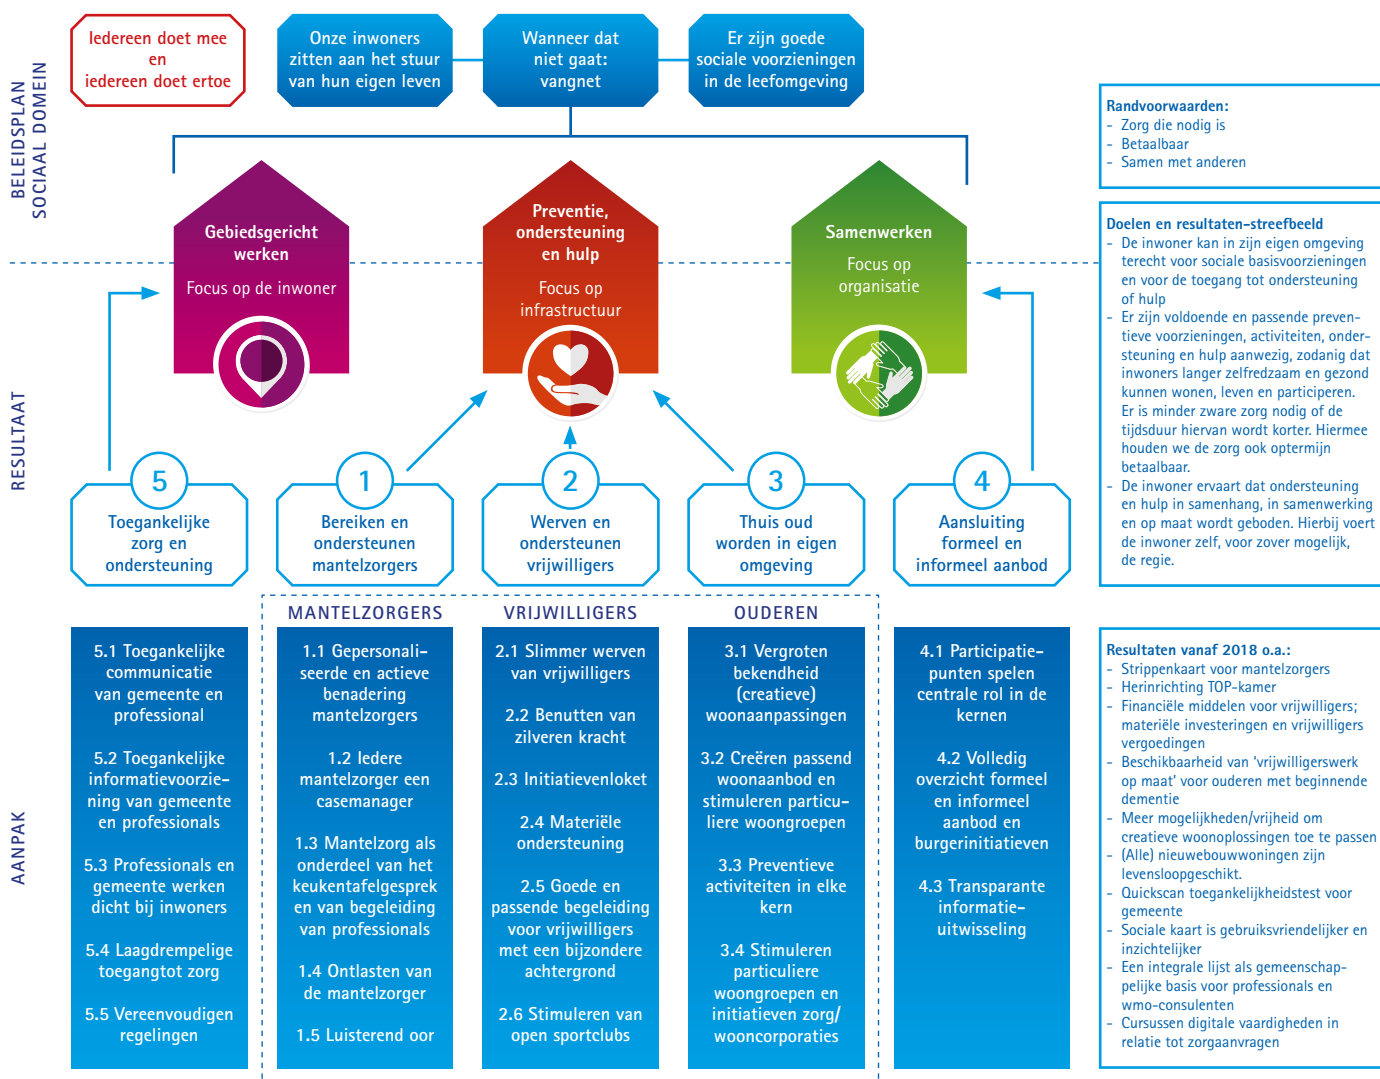 BELEIDSPLAN
SOCIAAL DOMEIN
Iedereen doet mee
en
iedereen doet ertoe
Onze inwoners
zitten aan het stuur
van hun eigen leven
Wanneer dat
niet gaat:
vangnet
Er zijn goede
sociale voorzieningen
in de leefomgeving
Gebiedsgericht
werken
Focus op de inwoner
Preventie,
ondersteuning
en hulp
Focus op
infrastructuur
Samenwerken
Focus op
organisatie
Randvoorwaarden:
- Zorg die nodig is
- Betaalbaar
- Samen met anderen
RESULTAAT
5
Toegankelijke
zorg en
ondersteuning
1
Bereiken en
ondersteunen
mantelzorgers
2
Werven en
ondersteunen
vrijwilligers
3
Thuis oud
worden in eigen
omgeving
4
Aansluiting
formeel en
informeel aanbod
Doelen en resultaten-streefbeeld
- De inwoner kan in zijn eigen omgeving
terecht voor sociale basisvoorzieningen
en voor de toegang tot ondersteuning
of hulp
- Er zijn voldoende en passende preven-
tieve voorzieningen, activiteiten, onder-
steuning en hulp aanwezig, zodanig dat
inwoners langer zelfredzaam en gezond
kunnen wonen, leven en participeren.
Er is minder zware zorg nodig of de
tijdsduur hiervan wordt korter. Hiermee
houden we de zorg ook optermijn
betaalbaar.
- De inwoner ervaart dat ondersteuning
en hulp in samenhang, in samenwerking
en op maat wordt geboden. Hierbij voert
de inwoner zelf, voor zover mogelijk,
de regie.
AANPAK
5.1 Toegankelijke
communicatie
van gemeente en
professional
5.2 Toegankelijke
informatievoorzie-
ning van gemeente
en professionals
5.3 Professionals en
gemeente werken
dicht bij inwoners
5.4 Laagdrempelige
toegangtot zorg
5.5 Vereenvoudigen
regelingen
MANTELZORGERS
1.1 Gepersonali-
seerde en actieve
benadering
mantelzorgers
1.2 Iedere
mantelzorger een
casemanager
1.3 Mantelzorg als
onderdeel van het
keukentafelgesprek
en van begeleiding
van professionals
1.4 Ontlasten van
de mantelzorger
1.5 Luisterend oor
VRIJWILLIGERS
2.1 Slimmer werven
van vrijwilligers
2.2 Benutten van
zilveren kracht
2.3 Initiatievenloket
2.4 Materiële
ondersteuning
2.5 Goede en
passende begeleiding
voor vrijwilligers
met een bijzondere
achtergrond
2.6 Stimuleren van
open sportclubs
OUDEREN
3.1 Vergroten
bekendheid
(creatieve)
woonaanpassingen
3.2 Creëren passend
woonaanbod en
stimuleren particu-
liere woongroepen
3.3 Preventieve
activiteiten in elke
kern
3.4 Stimuleren
particuliere
woongroepen en
initiatieven zorg/
wooncorporaties
4.1 Participatie-
punten spelen
centrale rol in de
kernen
4.2 Volledig
overzicht formeel
en informeel
aanbod en
burgerinitiatieven
4.3 Transparante
informatie-
uitwisseling
Resultaten vanaf 2018 o.a.:
- Strippenkaart voor mantelzorgers
- Herinrichting TOP-kamer
- Financiële middelen voor vrijwilligers;
materiële investeringen en vrijwilligers
vergoedingen
- Beschikbaarheid van 'vrijwilligerswerk
op maat' voor ouderen met beginnende
dementie
- Meer mogelijkheden/vrijheid om
creatieve woonoplossingen toe te passen
- (Alle) nieuwebouwwoningen zijn
levensloopgeschikt.
- Quickscan toegankelijkheidstest voor
gemeente
- Sociale kaart is gebruiksvriendelijker en
inzichtelijker
- Een integrale lijst als gemeenschap-
pelijke basis voor professionals en
wmo-consulenten
- Cursussen digitale vaardigheden in
relatie tot zorgaanvragen